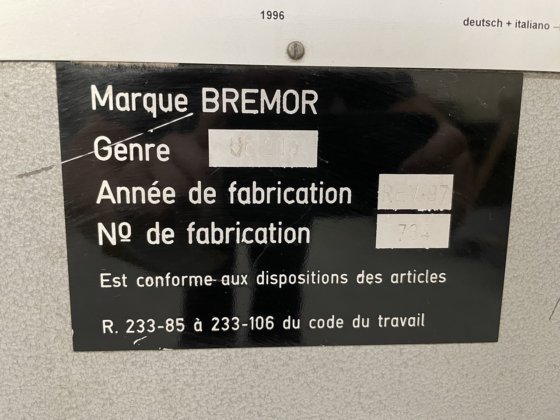 1996
deutsch + italiano
Marque BREMOR
Genre
Année de fabrication
Nº de fabrication
Est conforme aux dispositions des articles
R. 233-85 à 233-106 du code du travail